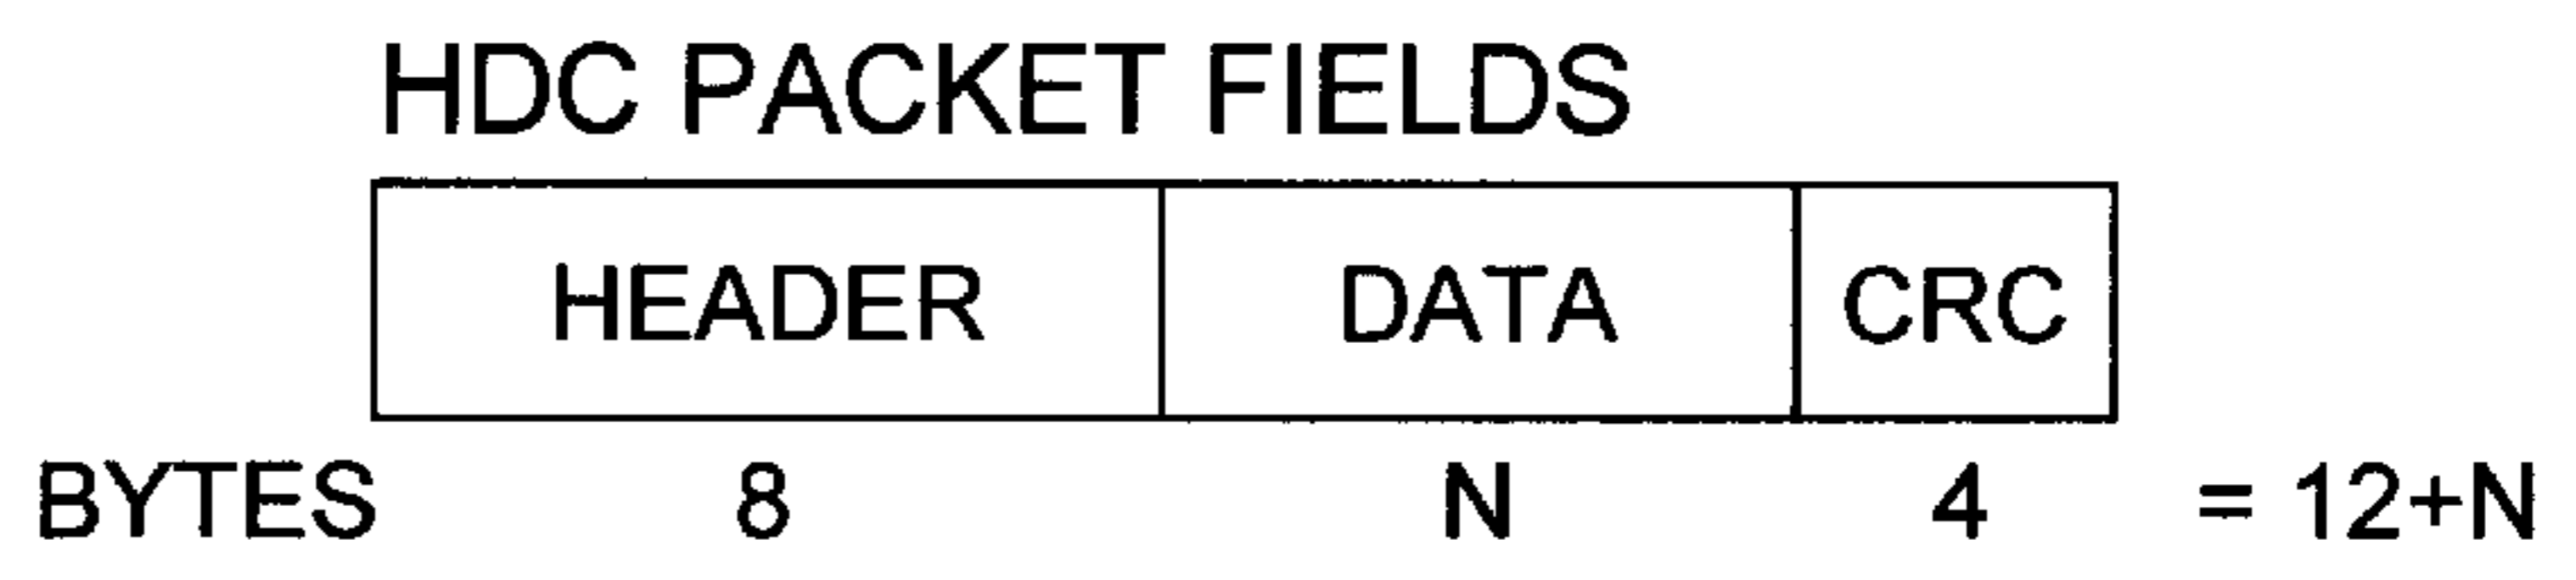 HDC PACKET FIELDS
HEADER DATA CRC
BYTES 8 N 4 = 12+N